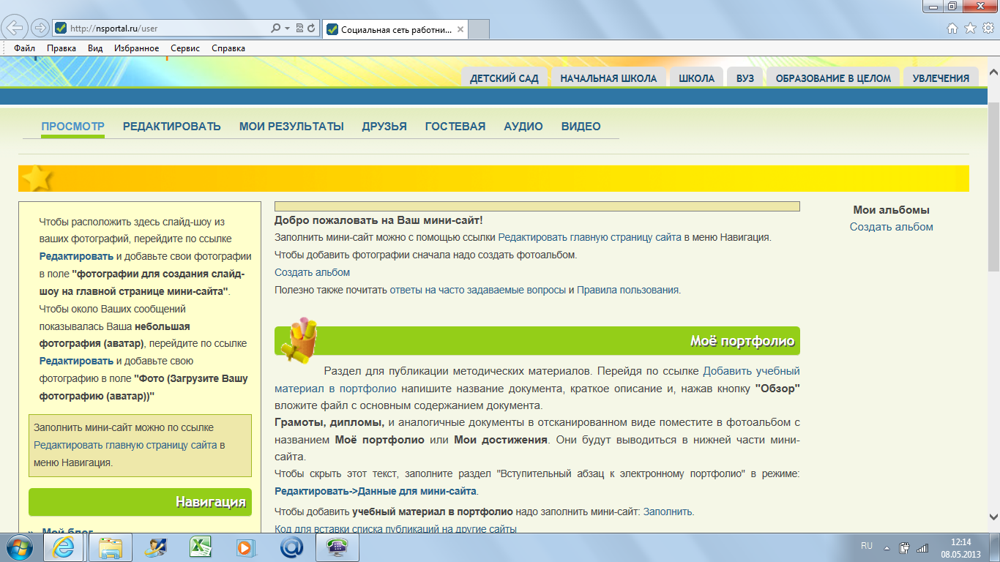 http://nsportal.ru/user
Социальная сеть работни...
Файл Правка Вид Избранное Сервис Справка
ДЕТСКИЙ САД НАЧАЛЬНАЯ ШКОЛА ШКОЛА ВУЗ ОБРАЗОВАНИЕ В ЦЕЛОМ УВЛЕЧЕНИЯ
ПРОСМОТР РЕДАКТИРОВАТЬ МОИ РЕЗУЛЬТАТЫ ДРУЗЬЯ ГОСТЕВАЯ АУДИО ВИДЕО
Чтобы расположить здесь слайд-шоу из
ваших фотографий, перейдите по ссылке
Редактировать и добавьте свои фотографии
в поле "фотографии для создания слайд-
шоу на главной странице мини-сайта".
Чтобы около Ваших сообщений
показывалась Ваша небольшая
фотография (аватар), перейдите по ссылке
Редактировать и добавьте свою
фотографию в поле "Фото (Загрузите Вашу
фотографию (аватар))"
Заполнить мини-сайт можно по ссылке
Редактировать главную страницу сайта в
меню Навигация.
Навигация
Мой блог
Добро пожаловать на Ваш мини-сайт!
Заполнить мини-сайт можно с помощью ссылки Редактировать главную страницу сайта в меню Навигация.
Чтобы добавить фотографии сначала надо создать фотоальбом.
Создать альбом
Полезно также почитать ответы на часто задаваемые вопросы и Правила пользования.
Моё портфолио
Раздел для публикации методических материалов. Перейдя по ссылке Добавить учебный
материал в портфолио напишите название документа, краткое описание и, нажав кнопку "Обзор"
вложите файл с основным содержанием документа.
Грамоты, дипломы, и аналогичные документы в отсканированном виде поместите в фотоальбом с
названием Моё портфолио или Мои достижения. Они будут выводиться в нижней части мини-
сайта.
Чтобы скрыть этот текст, заполните раздел "Вступительный абзац к электронному портфолио" в режиме:
Редактировать->Данные для мини-сайта.
Чтобы добавить учебный материал в портфолио надо заполнить мини-сайт: Заполнить.
Код для вставки списка публикаций на другие сайты
Мои альбомы
Создать альбом
RU
12:14
08.05.2013